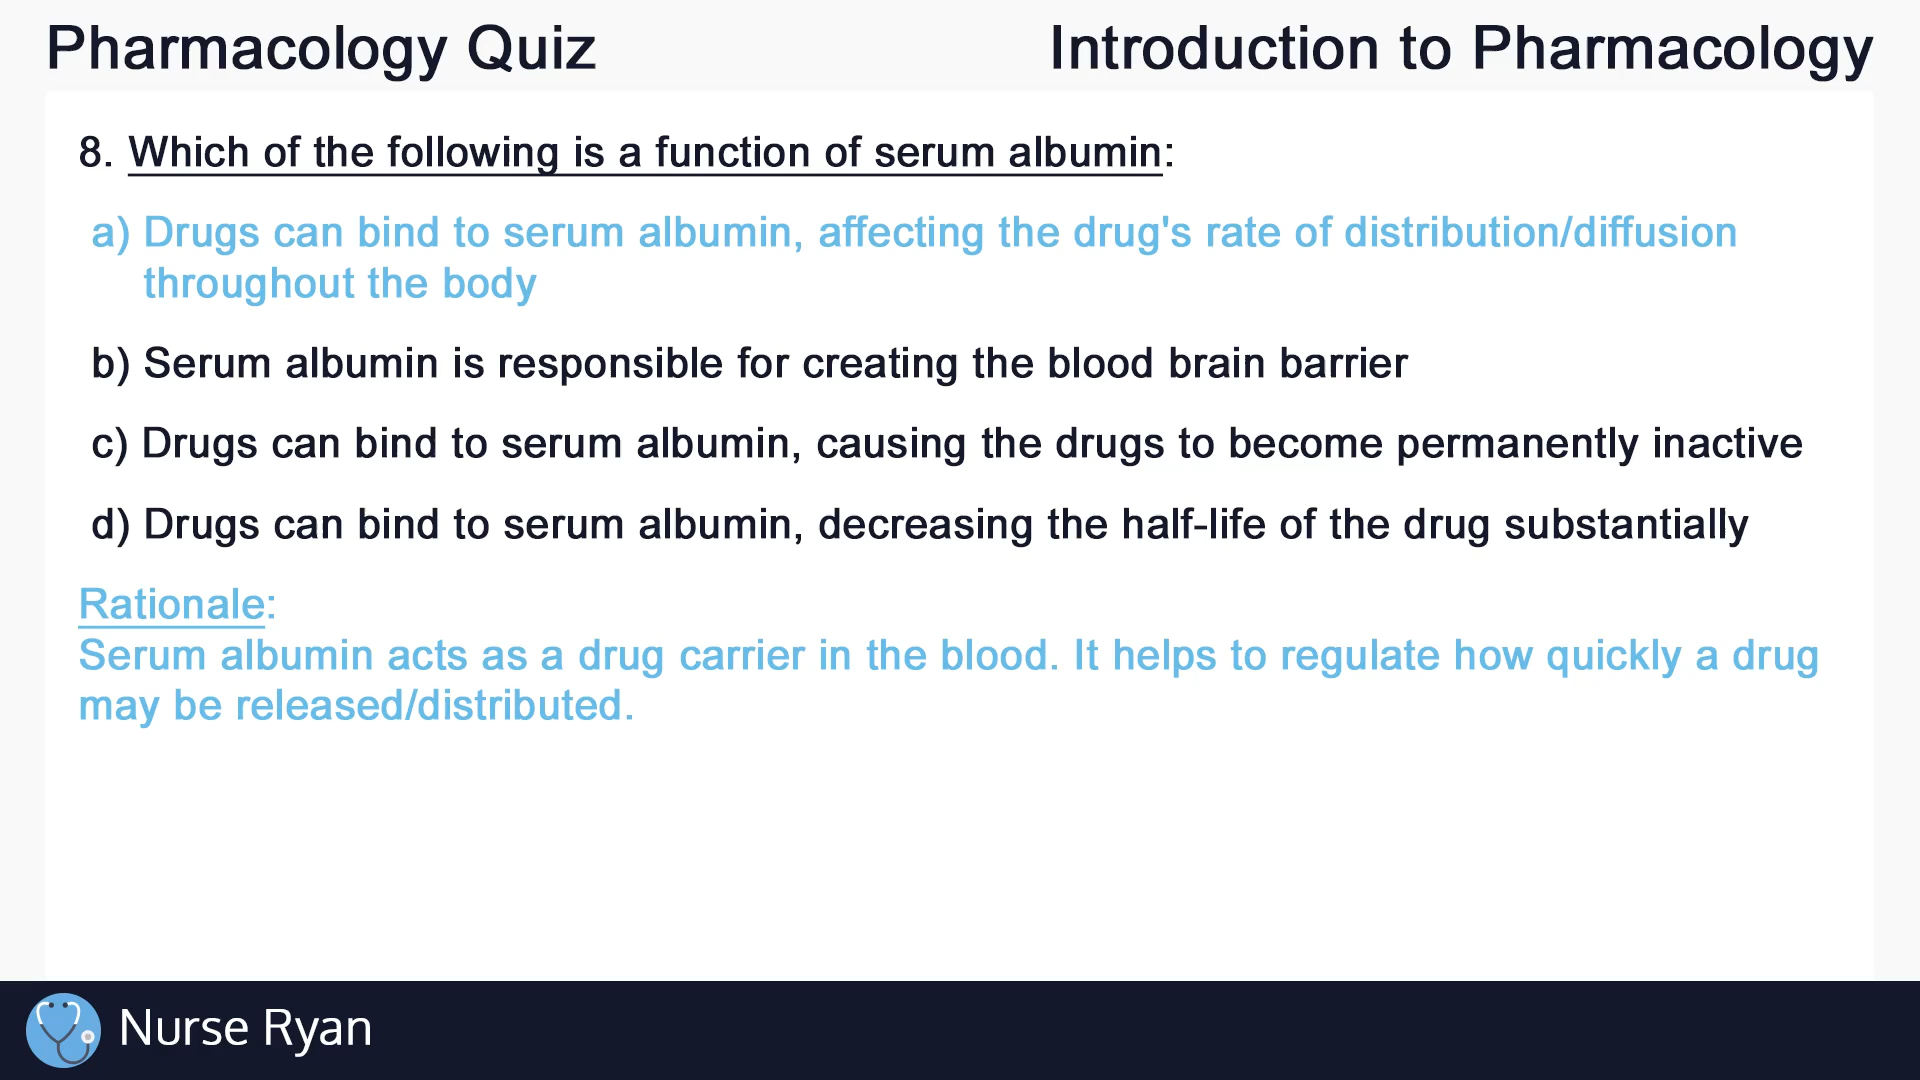 Pharmacology Quiz
Introduction to Pharmacology
8. Which of the following is a function of serum albumin:
a) Drugs can bind to serum albumin, affecting the drug's rate of distribution/diffusion
throughout the body
b) Serum albumin is responsible for creating the blood brain barrier
c) Drugs can bind to serum albumin, causing the drugs to become permanently inactive
d) Drugs can bind to serum albumin, decreasing the half-life of the drug substantially
Rationale:
Serum albumin acts as a drug carrier in the blood. It helps to regulate how quickly a drug
may be released/distributed.
Nurse Ryan